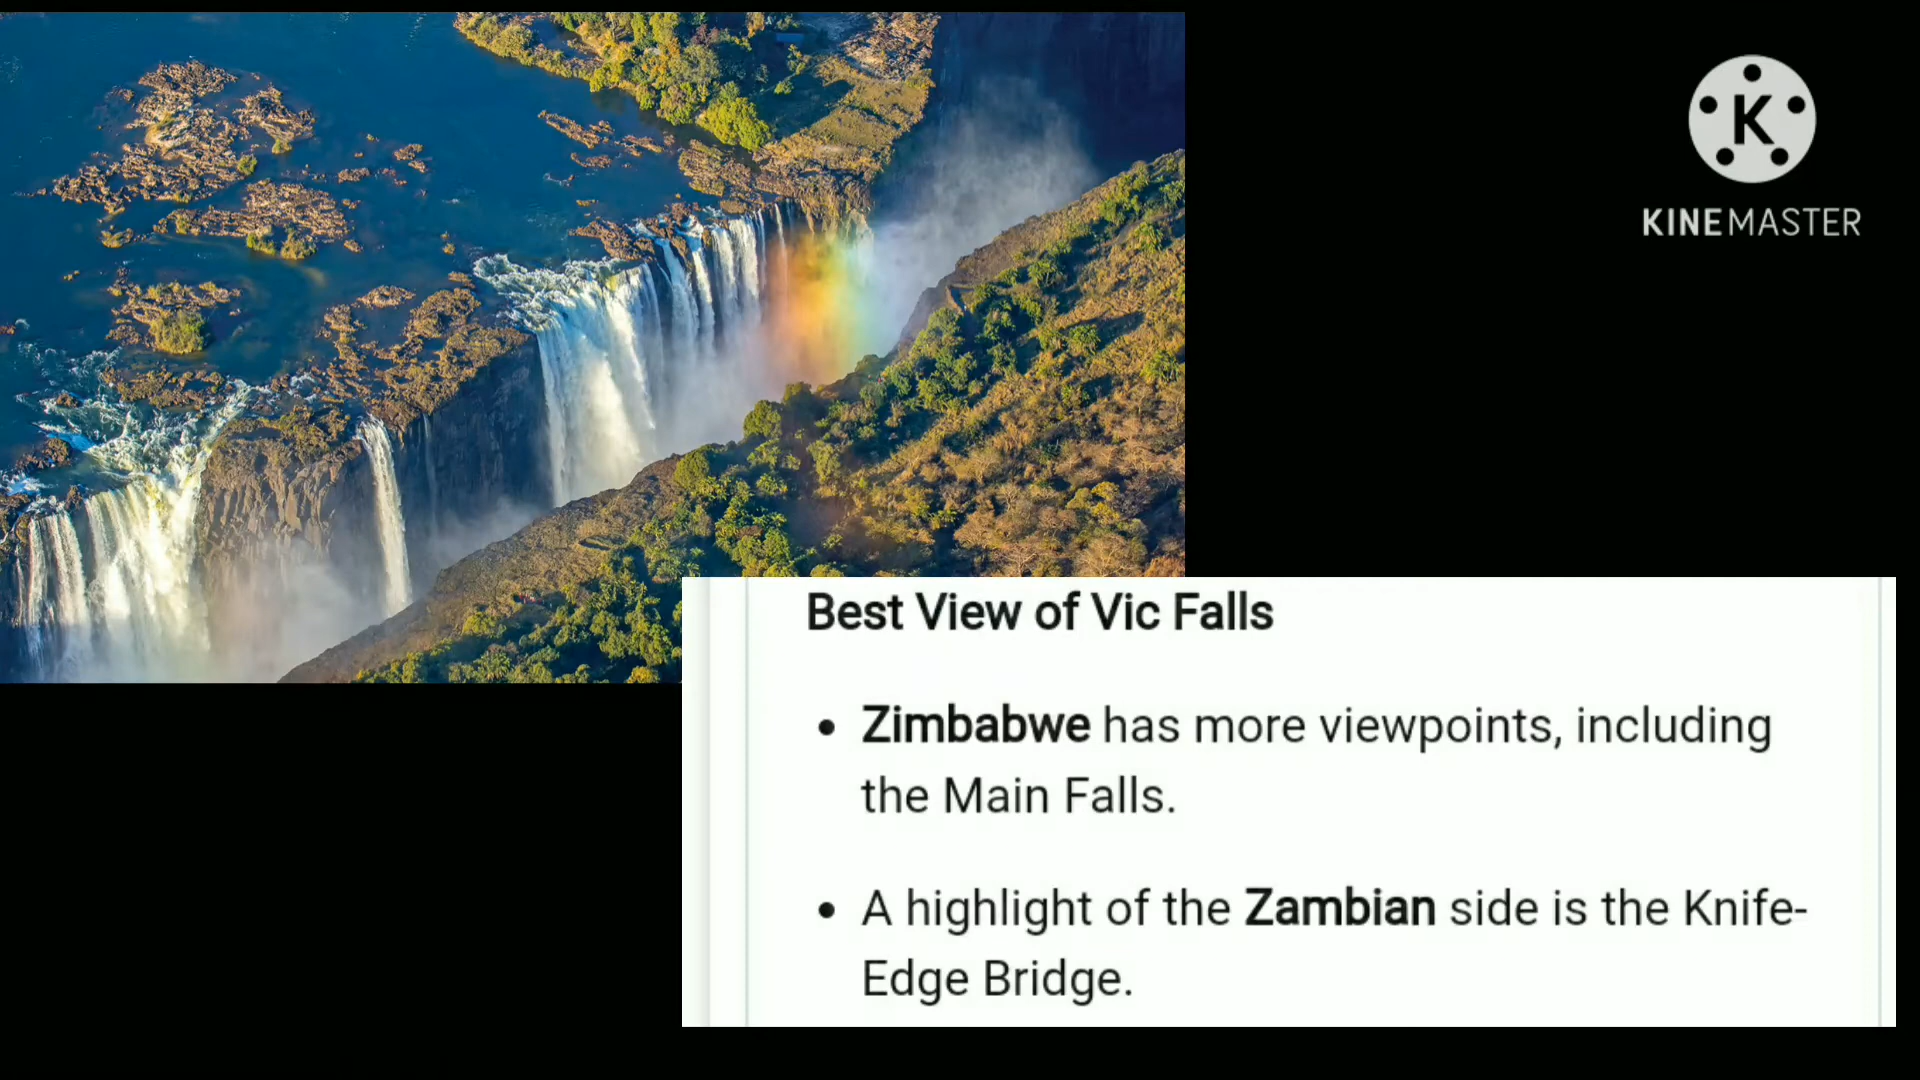 K
KINEMASTER
Best View of Vic Falls
• Zimbabwe has more viewpoints, including
the Main Falls.
• A highlight of the Zambian side is the Knife-
Edge Bridge.